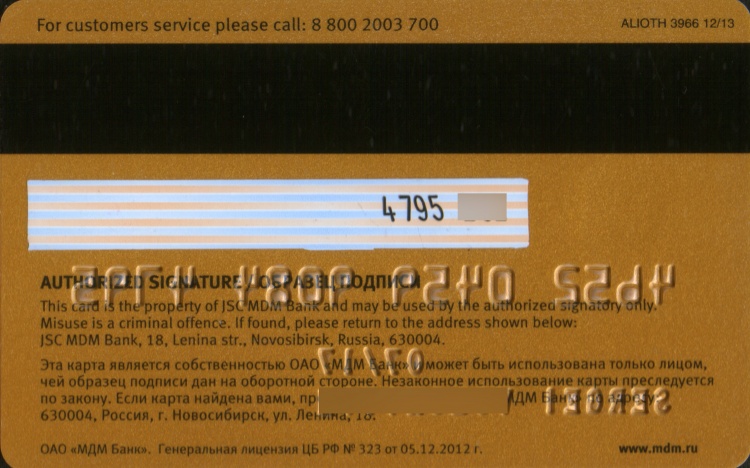 For customers service please call: 8 800 2003 700
ALIOTH 3966 12/13
4795
AUTHORIZED SIGNATURE / ОБРАЗЕЦ ПОДПИСИ
This card is the property of JSC MDM Bank and may be used by the authorized signatory only.
Misuse is a criminal offence. If found, please return to the address shown below:
JSC MDM Bank, 18, Lenina str., Novosibirsk, Russia, 630004.
Эта карта является собственностью ОАО «МДМ Банк» и может быть использована только лицом,
чей образец подписи дан на оборотной стороне. Незаконное использование карты преследуется
по закону. Если карта найдена вами, МДМ Банк» по адресу:
630004, Россия, г. Новосибирск, ул. Ленина, 18.
ОАО «МДМ Банк». Генеральная лицензия ЦБ РФ № 323 от 05.12.2012 г.
www.mdm.ru